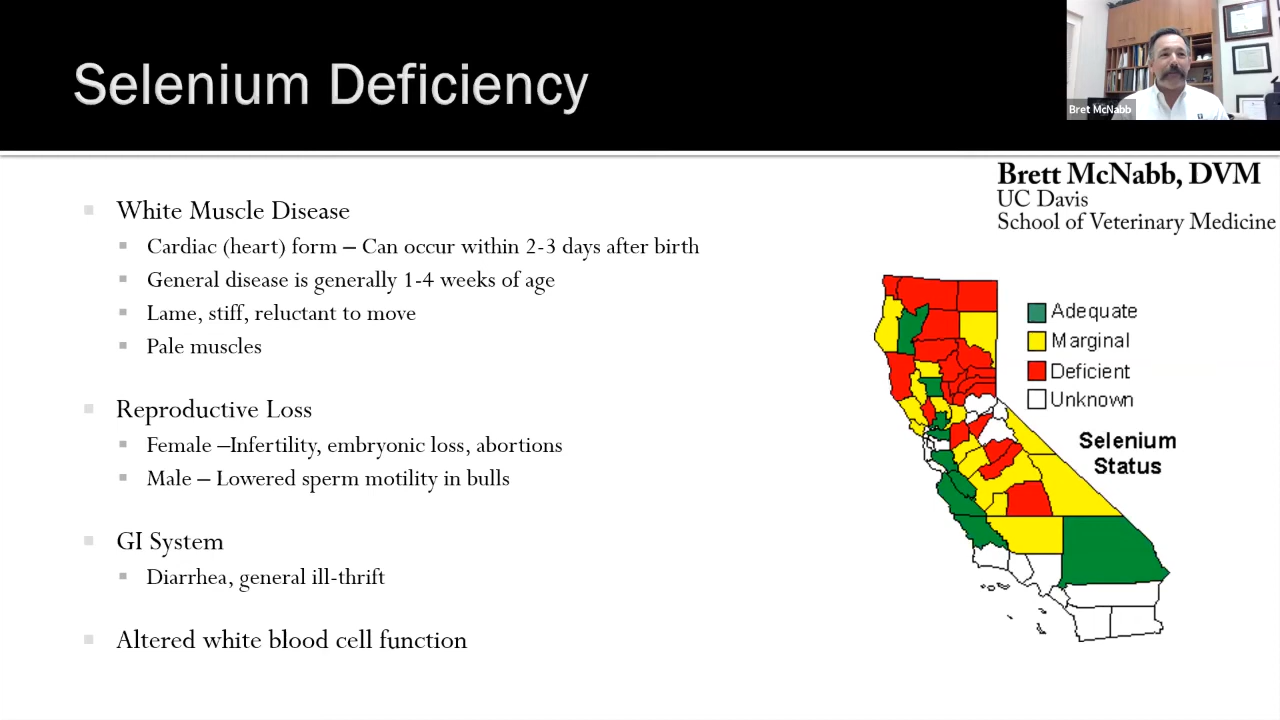 Selenium Deficiency
Bret McNabb
Brett McNabb, DVM
UC Davis
School of Veterinary Medicine
White Muscle Disease
Cardiac (heart) form – Can occur within 2-3 days after birth
General disease is generally 1-4 weeks of age
Lame, stiff, reluctant to move
Pale muscles
Reproductive Loss
Female –Infertility, embryonic loss, abortions
Male – Lowered sperm motility in bulls
GI System
Diarrhea, general ill-thrift
Altered white blood cell function
Adequate
Marginal
Deficient
Unknown
Selenium
Status